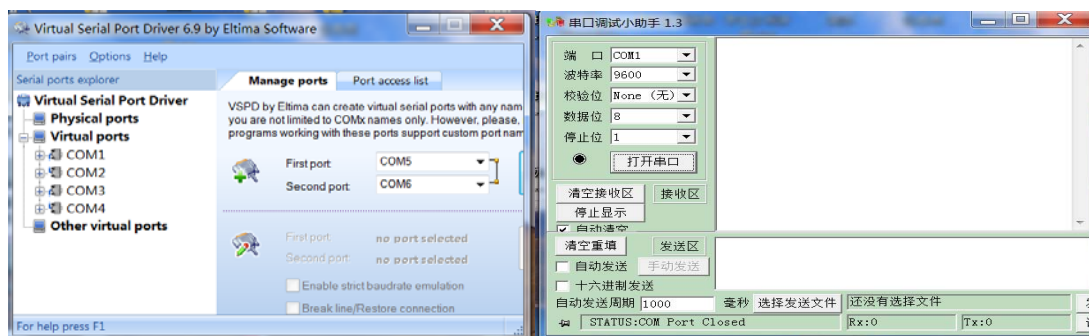 Virtual Serial Port Driver 6.9 by Eltima Software
Port pairs Options Help
Serial ports explorer
Virtual Serial Port Driver
Physical ports
Virtual ports
COM1
COM2
COM3
COM4
Other virtual ports
Manage ports
Port access list
VSPD by Eltima can create virtual serial ports with any nam
you are not limited to COMx names only. However, please,
programs working with these ports support custom port nam
First port: COM5
Second port: COM6
First port: no port selected
Second port: no port selected
Enable strict baudrate emulation
Break line/Restore connection
For help press F1
串口调试小助手 1.3
端 口 COM1
波特率 9600
校验位 None (无)
数据位 8
停止位 1
打开串口
清空接收区 接收区
停止显示
自动清空
清空重填 发送区
自动发送 手动发送
十六进制发送
自动发送周期 1000 毫秒 选择发送文件 还没有选择文件
STATUS:COM Port Closed Rx:0 Tx:0